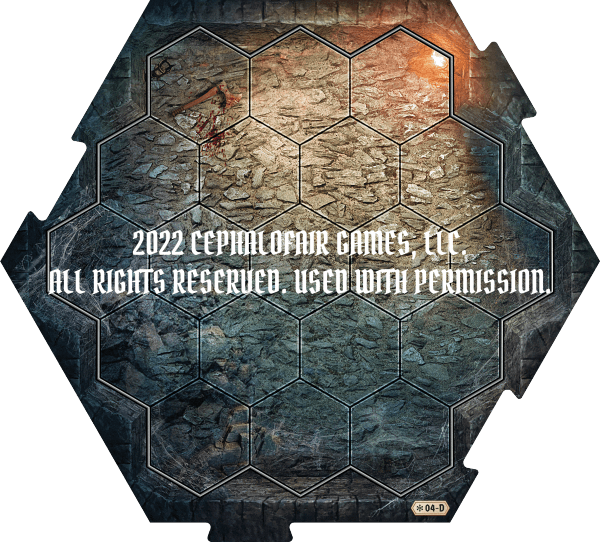 2022 CEPHALOFAIR GAMES, LLC.
ALL RIGHTS RESERVED. USED WITH PERMISSION.
04-D